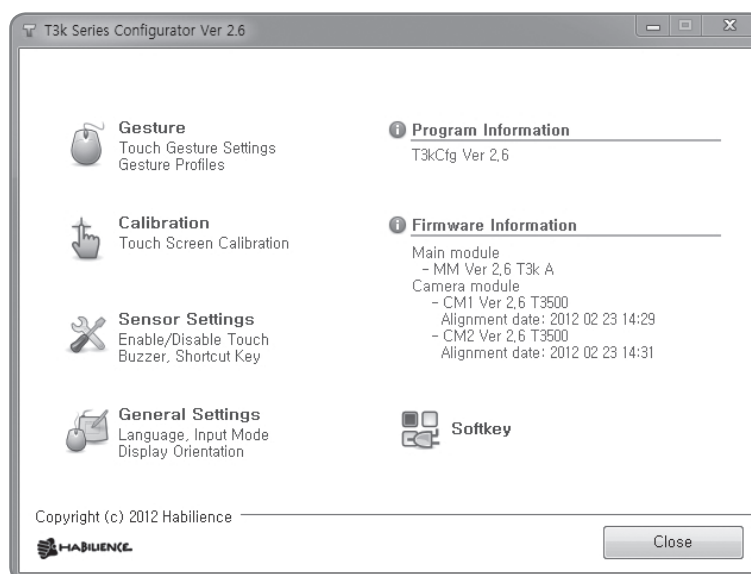 T3k Series Configurator Ver 2.6
Gesture
Touch Gesture Settings
Gesture Profiles
Calibration
Touch Screen Calibration
Sensor Settings
Enable/Disable Touch
Buzzer, Shortcut Key
General Settings
Language, Input Mode
Display Orientation
Program Information
T3kCfg Ver 2,6
Firmware Information
Main module
- MM Ver 2,6 T3k A
Camera module
- CM1 Ver 2,6 T3500
Alignment date: 2012 02 23 14:29
- CM2 Ver 2,6 T3500
Alignment date: 2012 02 23 14:31
Softkey
Copyright (c) 2012 Habilience
HABILIENCE
Close